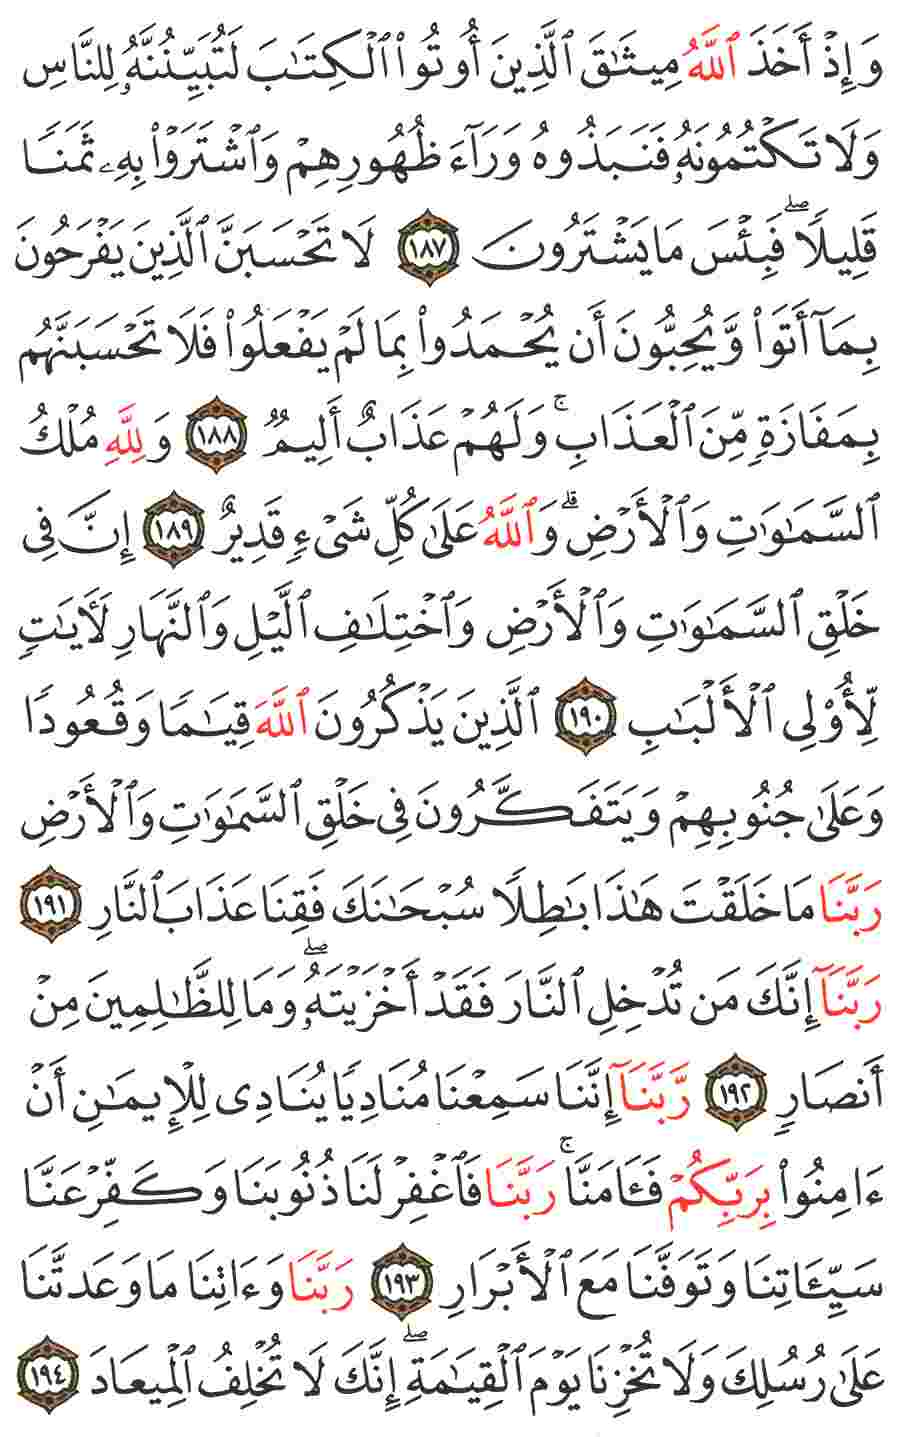 وَإِذْ أَخَذَ ٱللَّهُ مِيثَٰقَ ٱلَّذِينَ أُوتُوا۟ ٱلْكِتَٰبَ لَتُبَيِّنُنَّهُۥ لِلنَّاسِ
وَلَا تَكْتُمُونَهُۥ فَنَبَذُوهُ وَرَآءَ ظُهُورِهِمْ وَٱشْتَرَوْا۟ بِهِۦ ثَمَنًا
قَلِيلًا ۖ فَبِئْسَ مَا يَشْتَرُونَ ١٨٧ لَا تَحْسَبَنَّ ٱلَّذِينَ يَفْرَحُونَ
بِمَآ أَتَوا۟ وَّيُحِبُّونَ أَن يُحْمَدُوا۟ بِمَا لَمْ يَفْعَلُوا۟ فَلَا تَحْسَبَنَّهُم
بِمَفَازَةٍ مِّنَ ٱلْعَذَابِ ۚ وَلَهُمْ عَذَابٌ أَلِيمٌ ١٨٨ وَلِلَّهِ مُلْكُ
ٱلسَّمَٰوَٰتِ وَٱلْأَرْضِ ۗ وَٱللَّهُ عَلَىٰ كُلِّ شَىْءٍ قَدِيرٌ ١٨٩ إِنَّ فِى
خَلْقِ ٱلسَّمَٰوَٰتِ وَٱلْأَرْضِ وَٱخْتِلَٰفِ ٱلَّيْلِ وَٱلنَّهَارِ لَءَايَٰتٍ
لِّأُو۟لِى ٱلْأَلْبَٰبِ ١٩٠ ٱلَّذِينَ يَذْكُرُونَ ٱللَّهَ قِيَٰمًا وَقُعُودًا
وَعَلَىٰ جُنُوبِهِمْ وَيَتَفَكَّرُونَ فِى خَلْقِ ٱلسَّمَٰوَٰتِ وَٱلْأَرْضِ
رَبَّنَا مَا خَلَقْتَ هَٰذَا بَٰطِلًا سُبْحَٰنَكَ فَقِنَا عَذَابَ ٱلنَّارِ ١٩١
رَبَّنَآ إِنَّكَ مَن تُدْخِلِ ٱلنَّارَ فَقَدْ أَخْزَيْتَهُۥ ۖ وَمَا لِلظَّٰلِمِينَ مِنْ
أَنصَارٍ ١٩٢ رَّبَّنَآ إِنَّنَا سَمِعْنَا مُنَادِيًا يُنَادِى لِلْإِيمَٰنِ أَنْ
ءَامِنُوا۟ بِرَبِّكُمْ فَـَٔامَنَّا ۚ رَبَّنَا فَٱغْفِرْ لَنَا ذُنُوبَنَا وَكَفِّرْ عَنَّا
سَيِّـَٔاتِنَا وَتَوَفَّنَا مَعَ ٱلْأَبْرَارِ ١٩٣ رَبَّنَا وَءَاتِنَا مَا وَعَدتَّنَا
عَلَىٰ رُسُلِكَ وَلَا تُخْزِنَا يَوْمَ ٱلْقِيَٰمَةِ ۖ إِنَّكَ لَا تُخْلِفُ ٱلْمِيعَادَ ١٩٤